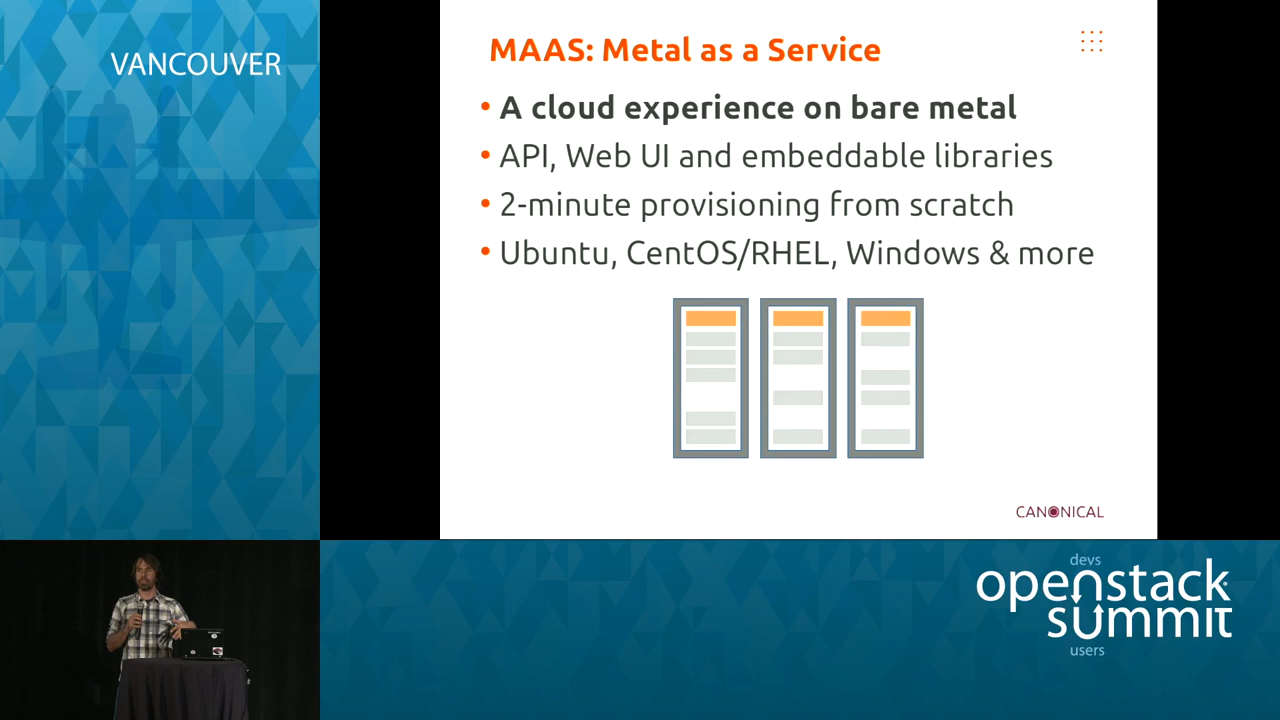 VANCOUVER
MAAS: Metal as a Service
• A cloud experience on bare metal
• API, Web UI and embeddable libraries
• 2-minute provisioning from scratch
• Ubuntu, CentOS/RHEL, Windows & more
CANONICAL
devs
openstack
summit
users